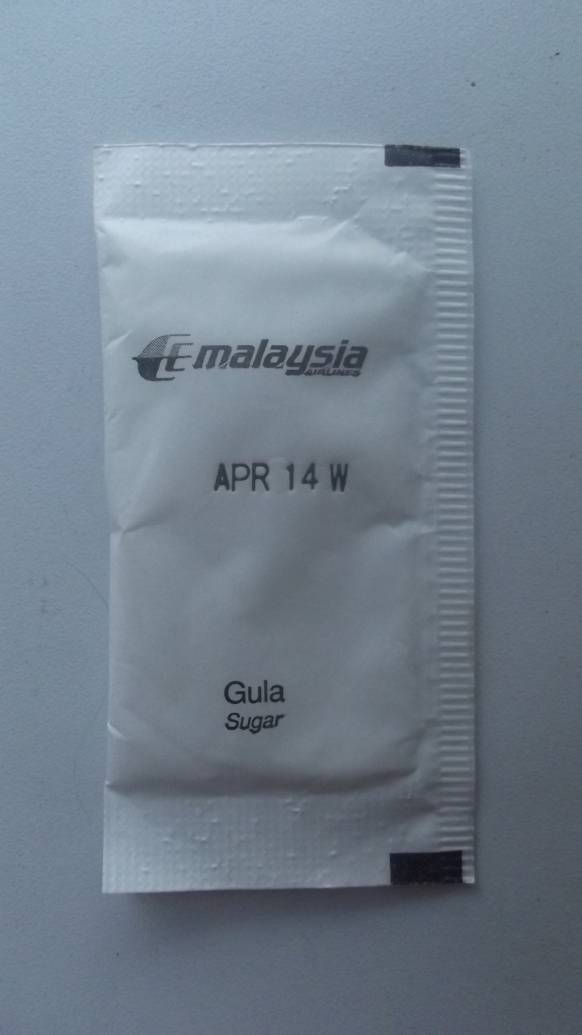 malaysia
AIRLINES
APR 14 W
Gula
Sugar